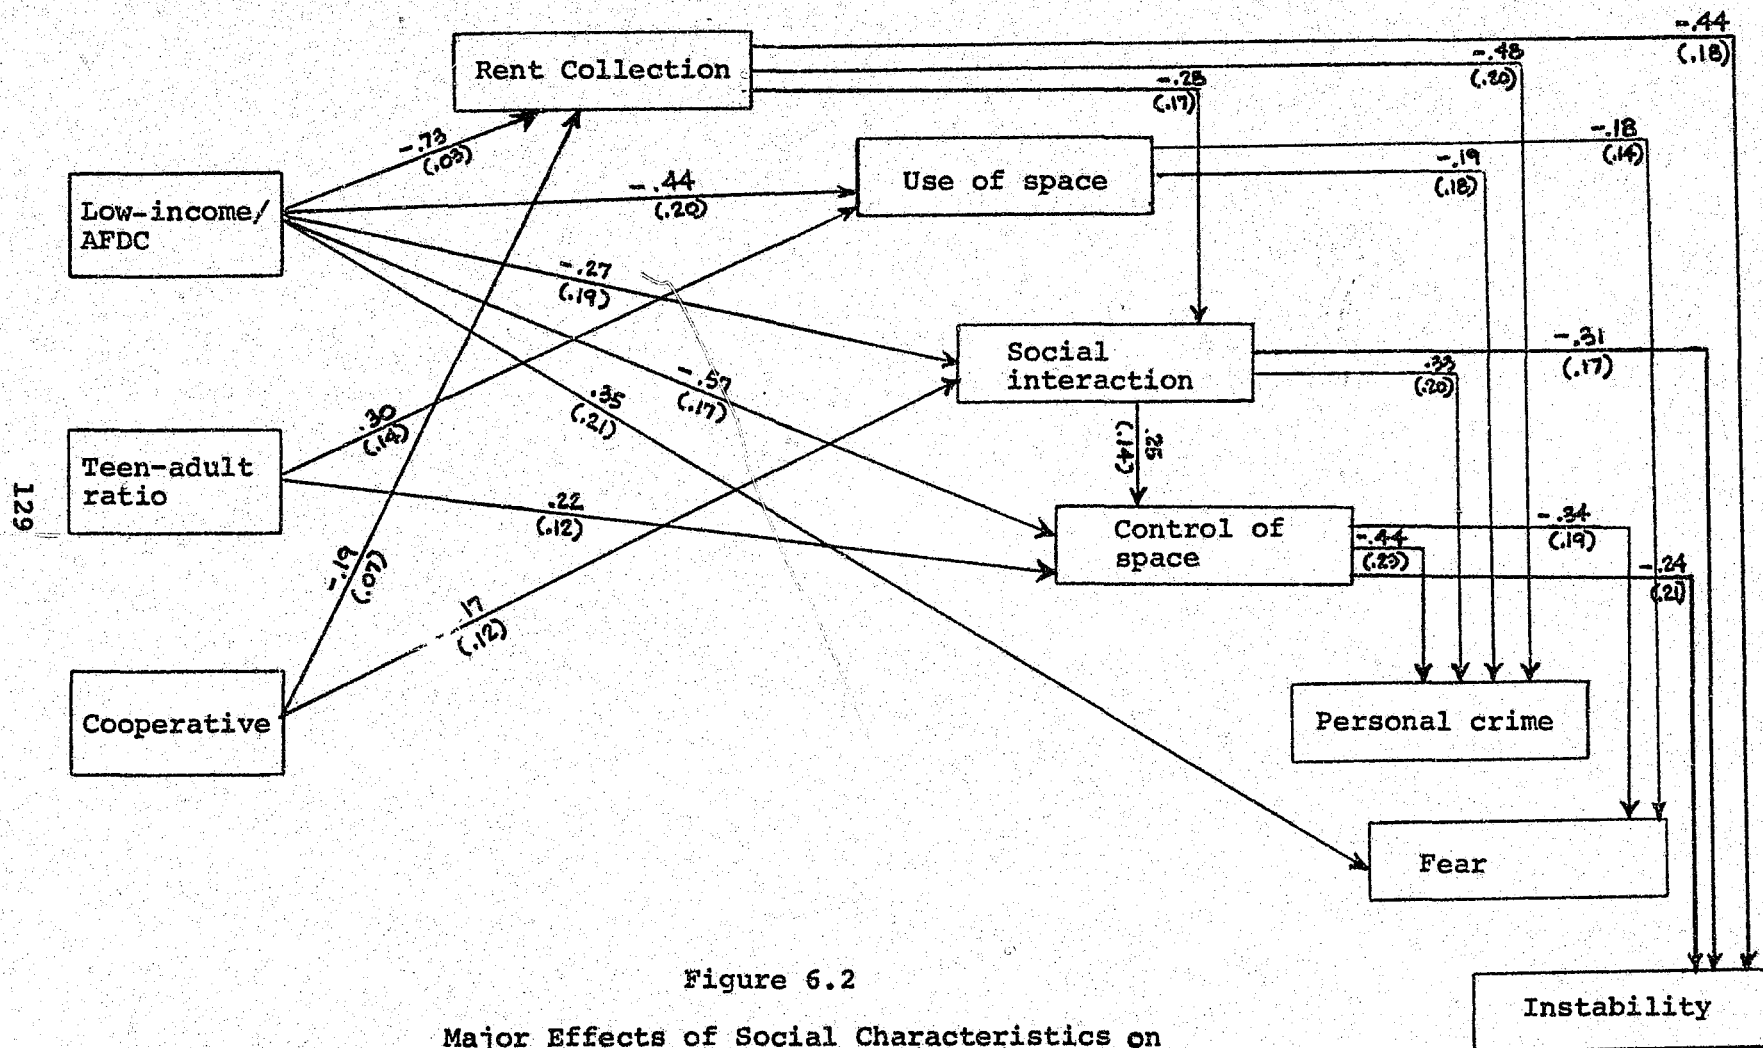 -.44
(.18)
-.48
(.20)
-.28
(.17)
Rent Collection
-.73
(.03)
-.18
(.14)
-.19
(.18)
Use of space
-.44
(.20)
Low-income/
AFDC
-.27
(.19)
Social
interaction
-.31
(.17)
.33
(.20)
(.17)
.35
(.21)
.30
(.14)
.25
(.14)
Teen-adult
ratio
.22
(.12)
Control of
space
-.34
(.19)
-.44
(.23)
-.24
(.21)
129
-.19
(.07)
.17
(.12)
Cooperative
Personal crime
Fear
Instability
Figure 6.2
Major Effects of Social Characteristics on